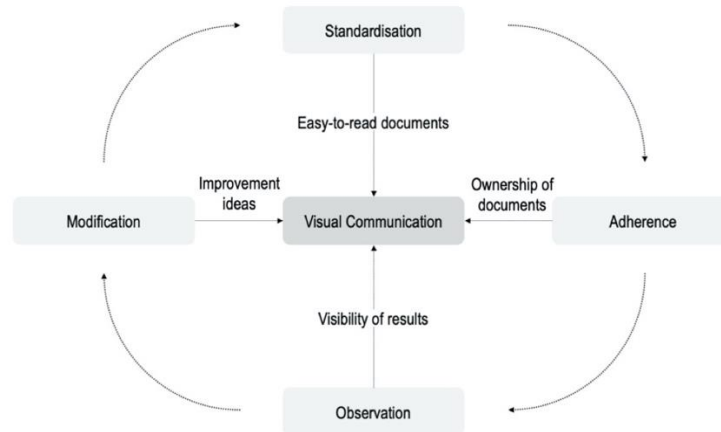 Standardisation
Easy-to-read documents
Improvement
ideas
Ownership of
documents
Modification
Visual Communication
Adherence
Visibility of results
Observation